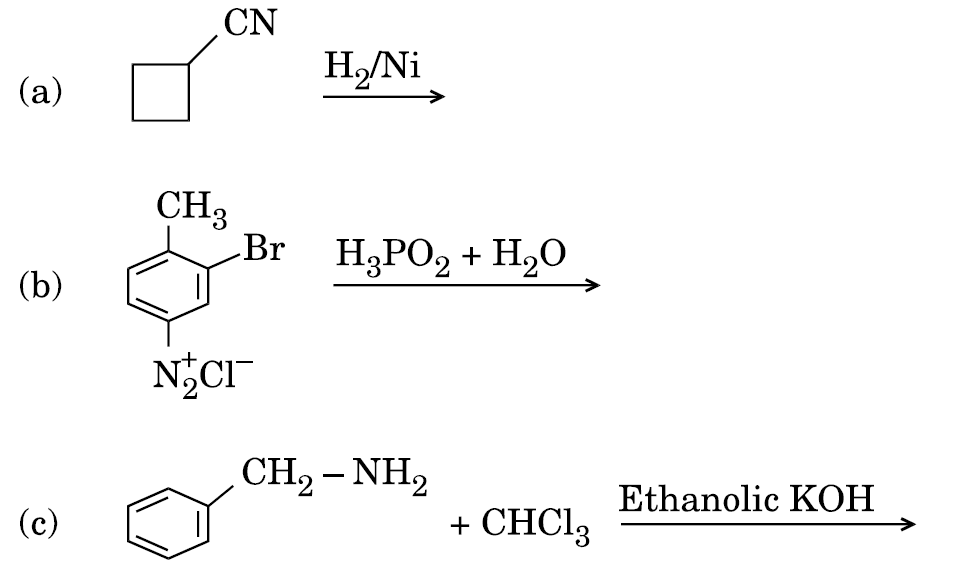 (a) CN H₂/Ni
(b) CH₃ Br H₃PO₂ + H₂O
N₂⁺Cl⁻
(c) CH₂ – NH₂ + CHCl₃ Ethanolic KOH